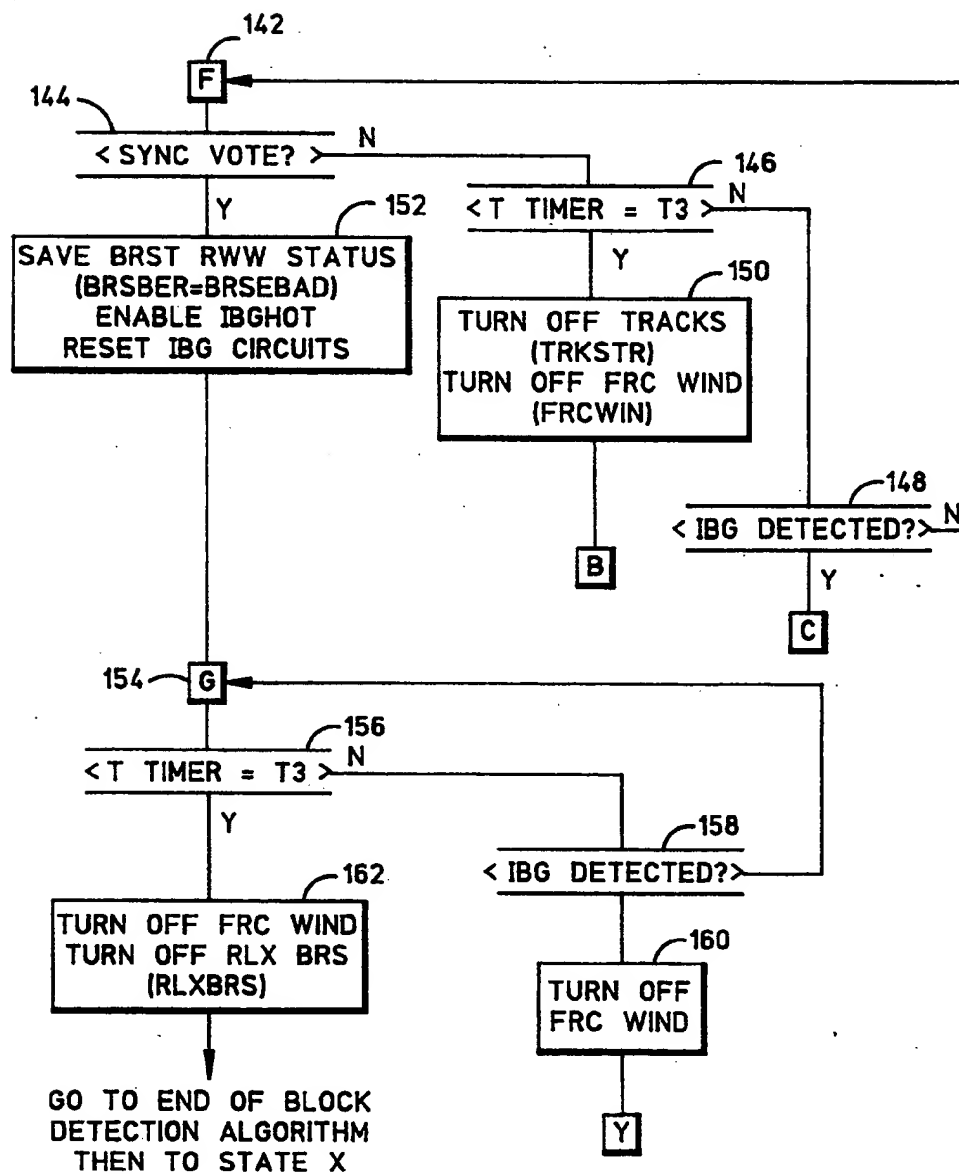 142
F
144
< SYNC VOTE? >
N
Y
146
< T TIMER = T3 >
N
Y
152
SAVE BRST RWW STATUS
(BRSBER=BRSEBAD)
ENABLE IBGHOT
RESET IBG CIRCUITS
150
TURN OFF TRACKS
(TRKSTR)
TURN OFF FRC WIND
(FRCWIN)
B
148
< IBG DETECTED? >
N
Y
C
154
G
156
< T TIMER = T3 >
N
Y
158
< IBG DETECTED? >
162
TURN OFF FRC WIND
TURN OFF RLX BRS
(RLXBRS)
160
TURN OFF
FRC WIND
Y
GO TO END OF BLOCK
DETECTION ALGORITHM
THEN TO STATE X